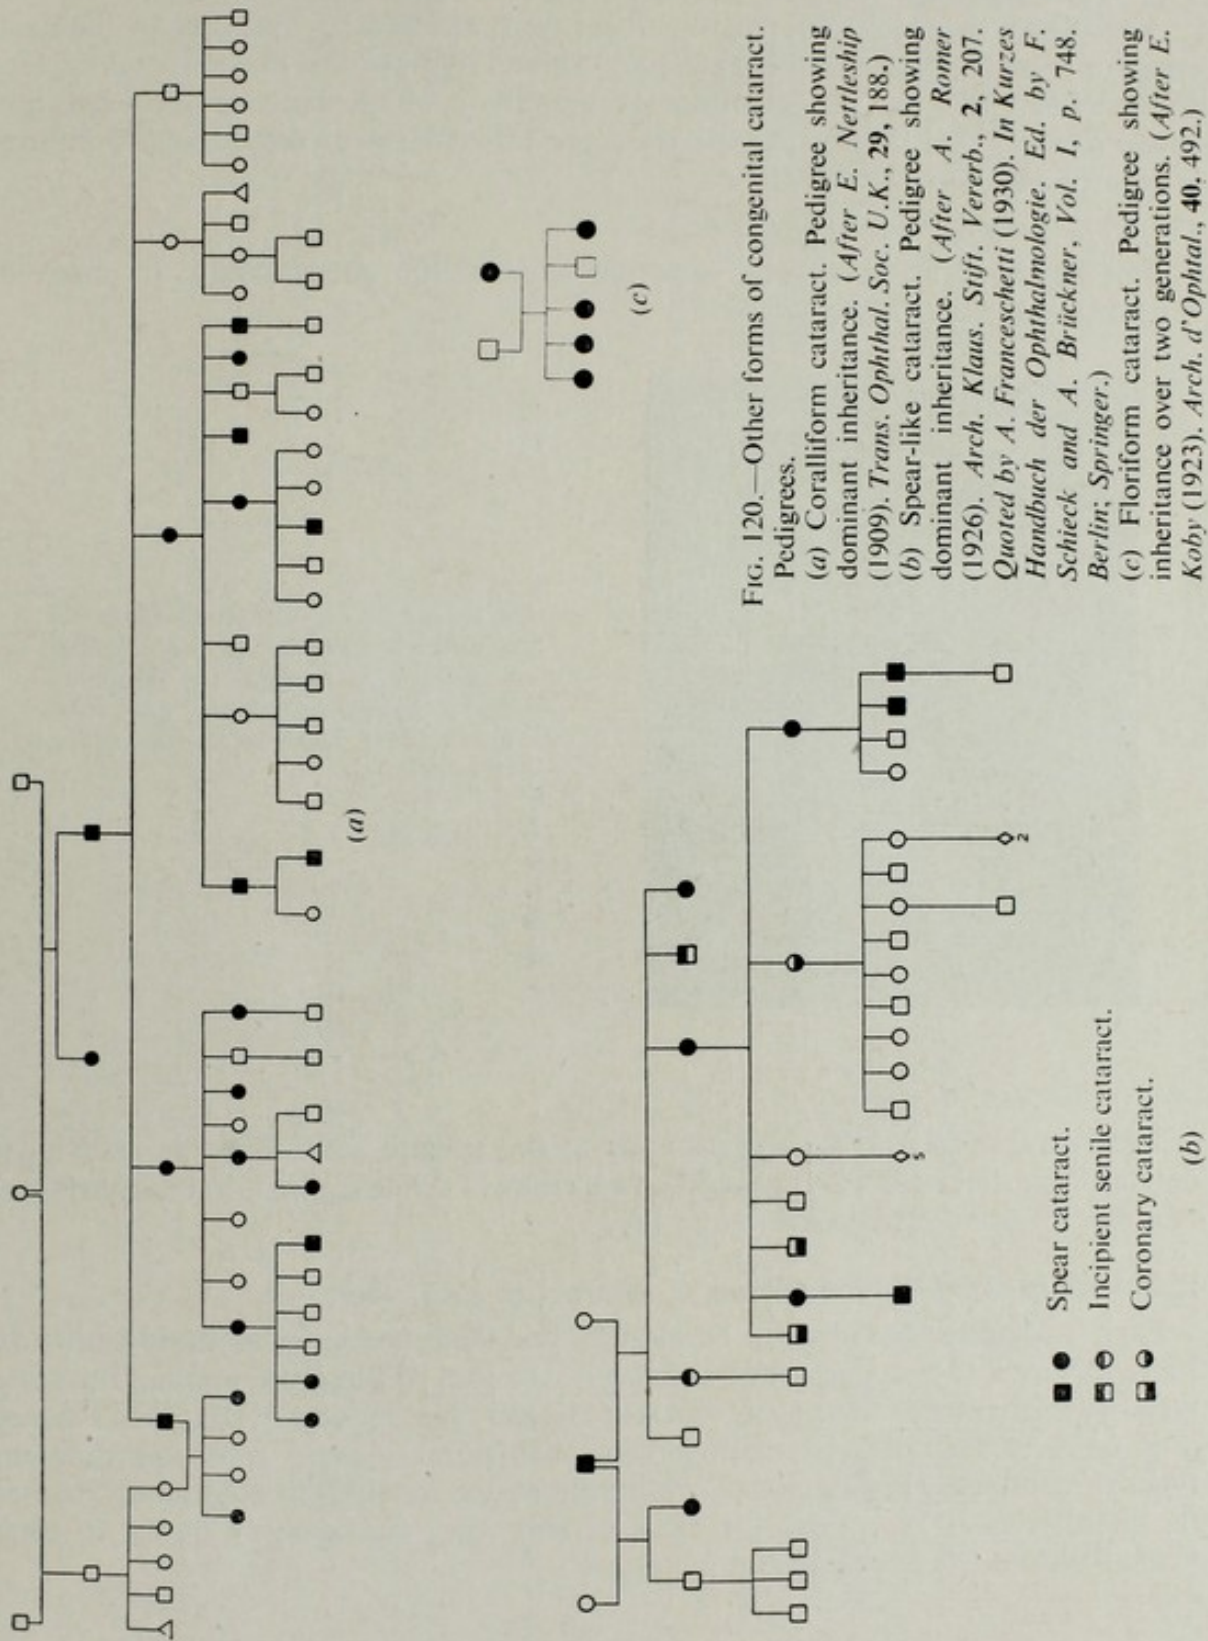 (a)
(c)
5
2
Spear cataract.
Incipient senile cataract.
Coronary cataract.
(b)
FIG. 120.—Other forms of congenital cataract.
Pedigrees.
(a) Coralliform cataract. Pedigree showing
dominant inheritance. (After E. Nettleship
(1909). Trans. Ophthal. Soc. U.K., 29, 188.)
(b) Spear-like cataract. Pedigree showing
dominant inheritance. (After A. Romer
(1926). Arch. Klaus. Stift. Vererb., 2, 207.
Quoted by A. Franceschetti (1930). In Kurzes
Handbuch der Ophthalmologie. Ed. by F.
Schieck and A. Brückner, Vol. I, p. 748.
Berlin; Springer.)
(c) Floriform cataract. Pedigree showing
inheritance over two generations. (After E.
Koby (1923). Arch. d'Ophtal., 40, 492.)